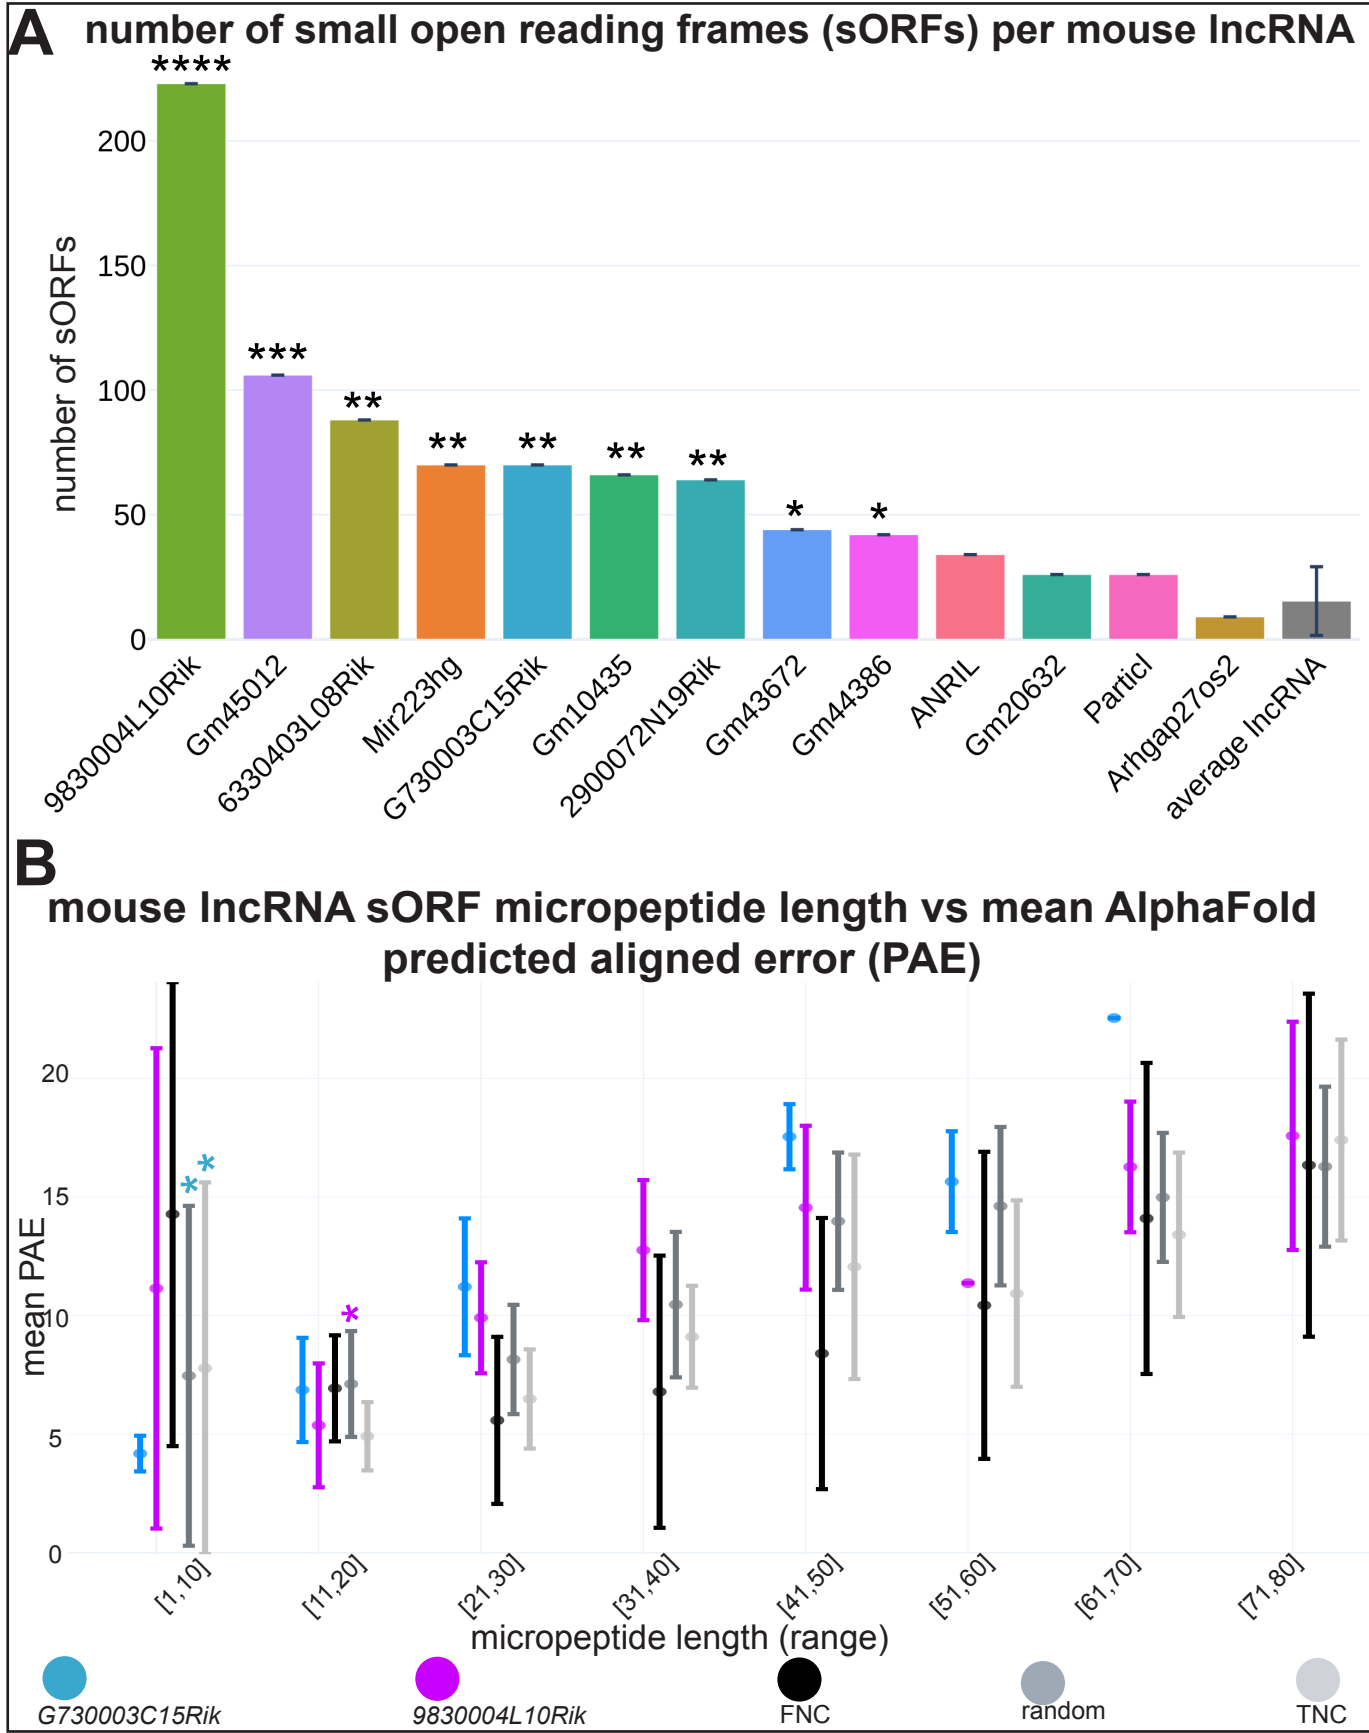 A
number of small open reading frames (sORFs) per mouse lncRNA
****
***
**
**
**
**
**
*
*
number of sORFs
200
150
100
50
0
9830004L10Rik
Gm45012
6330403L08Rik
Mir223hg
G730003C15Rik
Gm10435
2900072N19Rik
Gm43672
Gm44386
ANRIL
Gm20632
Particl
Arhgap27os2
average lncRNA
B
mouse lncRNA sORF micropeptide length vs mean AlphaFold
predicted aligned error (PAE)
mean PAE
20
15
10
5
0
*
*
*
[1,10]
[11,20]
[21,30]
[31,40]
[41,50]
[51,60]
[61,70]
[71,80]
micropeptide length (range)
G730003C15Rik
9830004L10Rik
FNC
random
TNC